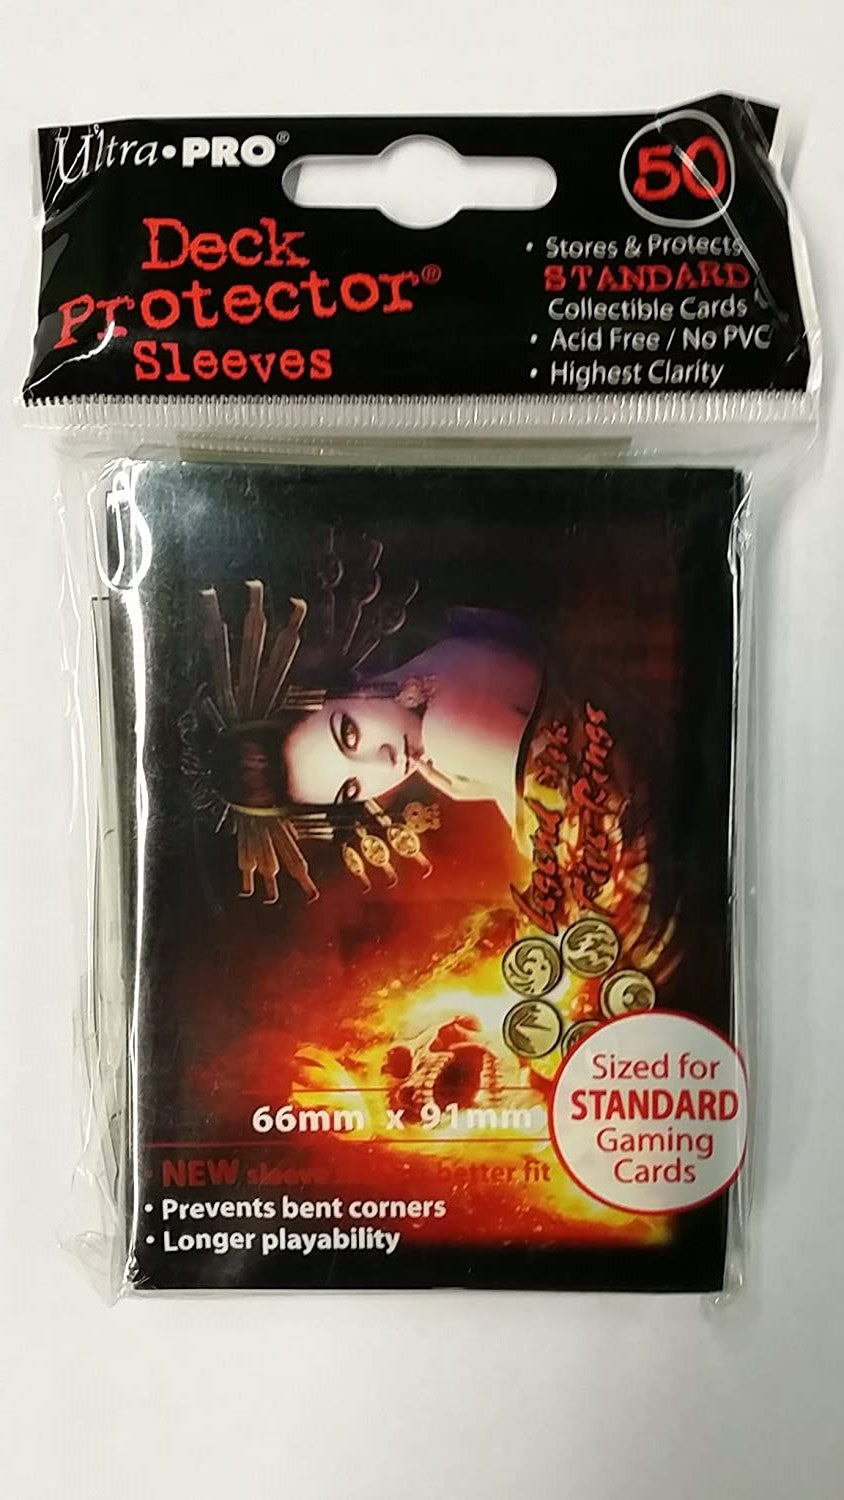 Ultra•PRO®
50
Deck
Protector®
Sleeves
• Stores & Protects
STANDARD
Collectible Cards
• Acid Free / No PVC
• Highest Clarity
Legend of the
Five Rings
66mm x 91mm
• NEW sleeve better fit
• Prevents bent corners
• Longer playability
Sized for
STANDARD
Gaming
Cards